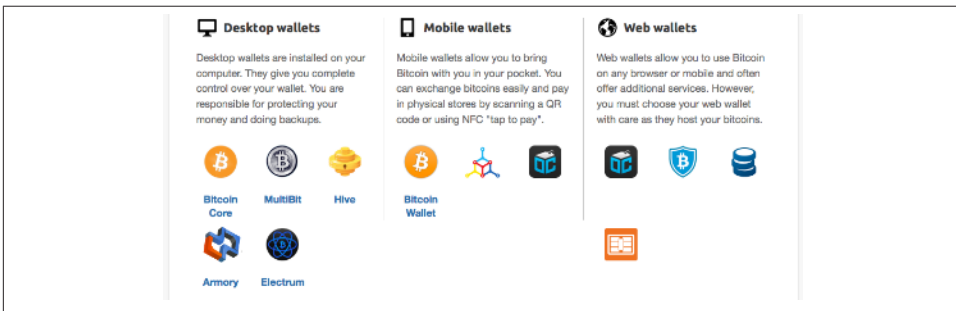 Desktop wallets
Desktop wallets are installed on your
computer. They give you complete
control over your wallet. You are
responsible for protecting your
money and doing backups.
Bitcoin
Core
MultiBit
Hive
Armory
Electrum
Mobile wallets
Mobile wallets allow you to bring
Bitcoin with you in your pocket. You
can exchange bitcoins easily and pay
in physical stores by scanning a QR
code or using NFC "tap to pay".
Bitcoin
Wallet
Web wallets
Web wallets allow you to use Bitcoin
on any browser or mobile and often
offer additional services. However,
you must choose your web wallet
with care as they host your bitcoins.